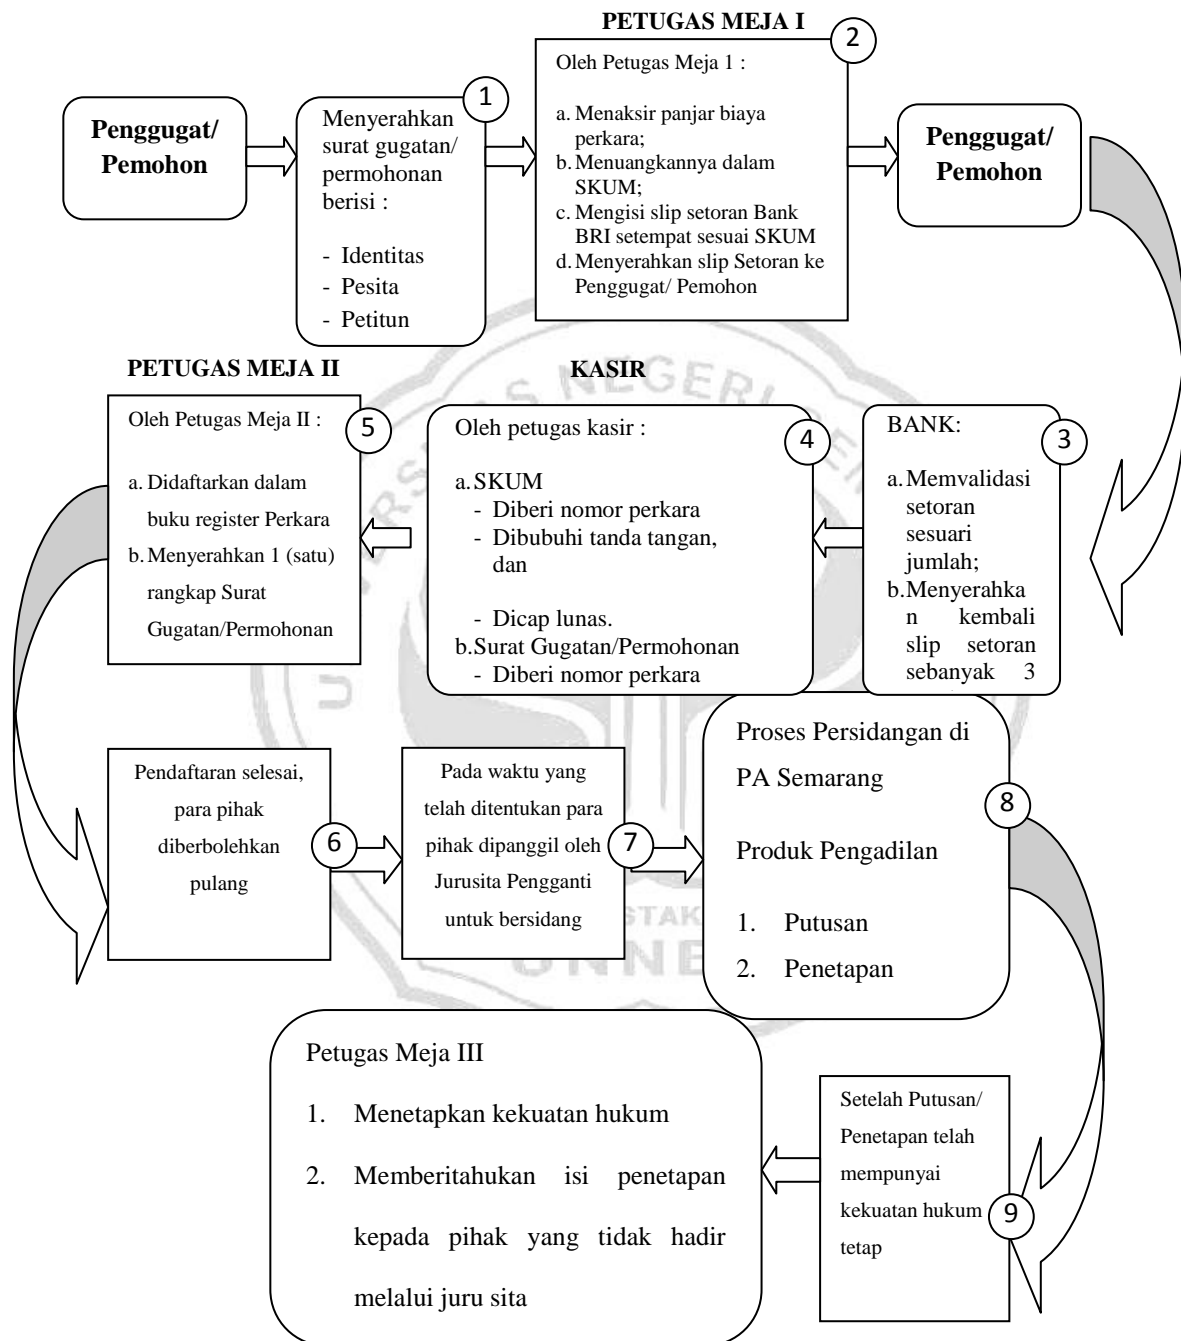 PETUGAS MEJA I
Penggugat/
Pemohon
1
Menyerahkan
surat gugatan/
permohonan
berisi :
- Identitas
- Pesita
- Petitun
2
Oleh Petugas Meja 1 :
a. Menaksir panjar biaya
perkara;
b. Menuangkannya dalam
SKUM;
c. Mengisi slip setoran Bank
BRI setempat sesuai SKUM
d. Menyerahkan slip Setoran ke
Penggugat/ Pemohon
Penggugat/
Pemohon
BANK:
3
a. Memvalidasi
setoran
sesuari
jumlah;
b. Menyerahka
n kembali
slip setoran
sebanyak 3
KASIR
4
Oleh petugas kasir :
a. SKUM
- Diberi nomor perkara
- Dibubuhi tanda tangan,
dan
- Dicap lunas.
b. Surat Gugatan/Permohonan
- Diberi nomor perkara
PETUGAS MEJA II
5
Oleh Petugas Meja II :
a. Didaftarkan dalam
buku register Perkara
b. Menyerahkan 1 (satu)
rangkap Surat
Gugatan/Permohonan
Pendaftaran selesai,
para pihak
diberbolehkan
pulang
6
Pada waktu yang
telah ditentukan para
pihak dipanggil oleh
Jurusita Pengganti
untuk bersidang
7
Proses Persidangan di
PA Semarang
8
Produk Pengadilan
1. Putusan
2. Penetapan
Setelah Putusan/
Penetapan telah
mempunyai
kekuatan hukum
tetap
9
Petugas Meja III
1. Menetapkan kekuatan hukum
2. Memberitahukan isi penetapan
kepada pihak yang tidak hadir
melalui juru sita